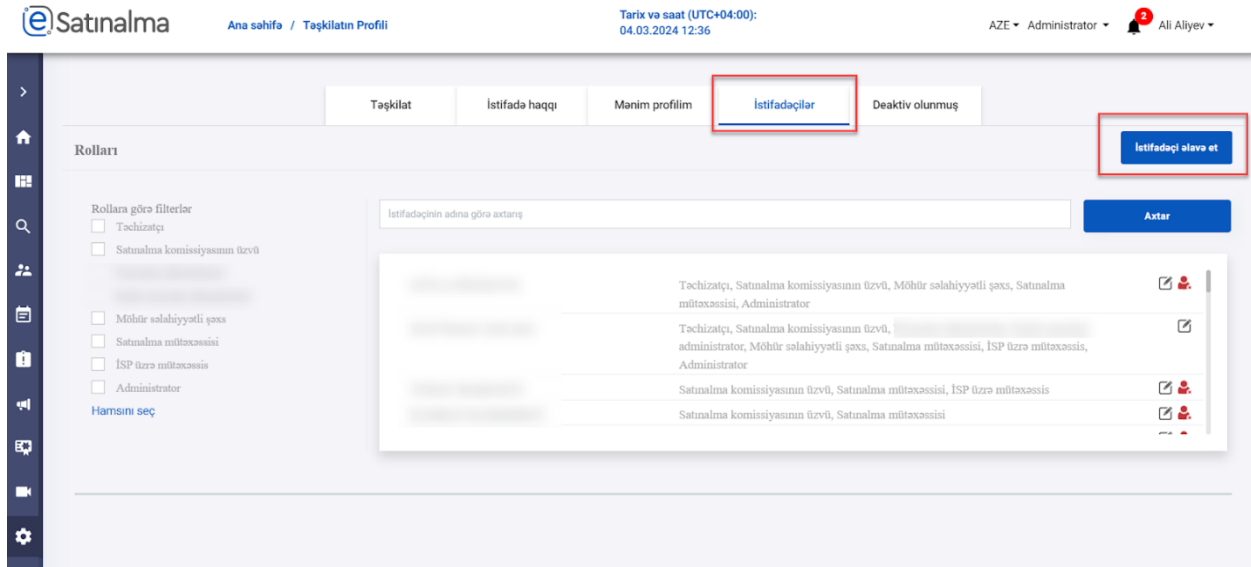 eSatınalma
Ana səhifə / Təşkilatın Profili
Tarix və saat (UTC+04:00):
04.03.2024 12:36
AZE
Administrator
2
Ali Aliyev
Təşkilat
İstifadə haqqı
Mənim profilim
İstifadəçilər
Deaktiv olunmuş
Rolları
İstifadəçi əlavə et
Rollara görə filterlər
Təchizatçı
Satınalma komissiyasının üzvü
Möhür səlahiyyətli şəxs
Satınalma mütəxəssisi
İSP üzrə mütəxəssis
Administrator
Hamsını seç
İstifadəçinin adına görə axtarış
Axtar
Təchizatçı, Satınalma komissiyasının üzvü, Möhür səlahiyyətli şəxs, Satınalma
mütəxəssisi, Administrator
Təchizatçı, Satınalma komissiyasının üzvü,
administrator, Möhür səlahiyyətli şəxs, Satınalma mütəxəssisi, İSP üzrə mütəxəssis,
Administrator
Satınalma komissiyasının üzvü, Satınalma mütəxəssisi, İSP üzrə mütəxəssis
Satınalma komissiyasının üzvü, Satınalma mütəxəssisi